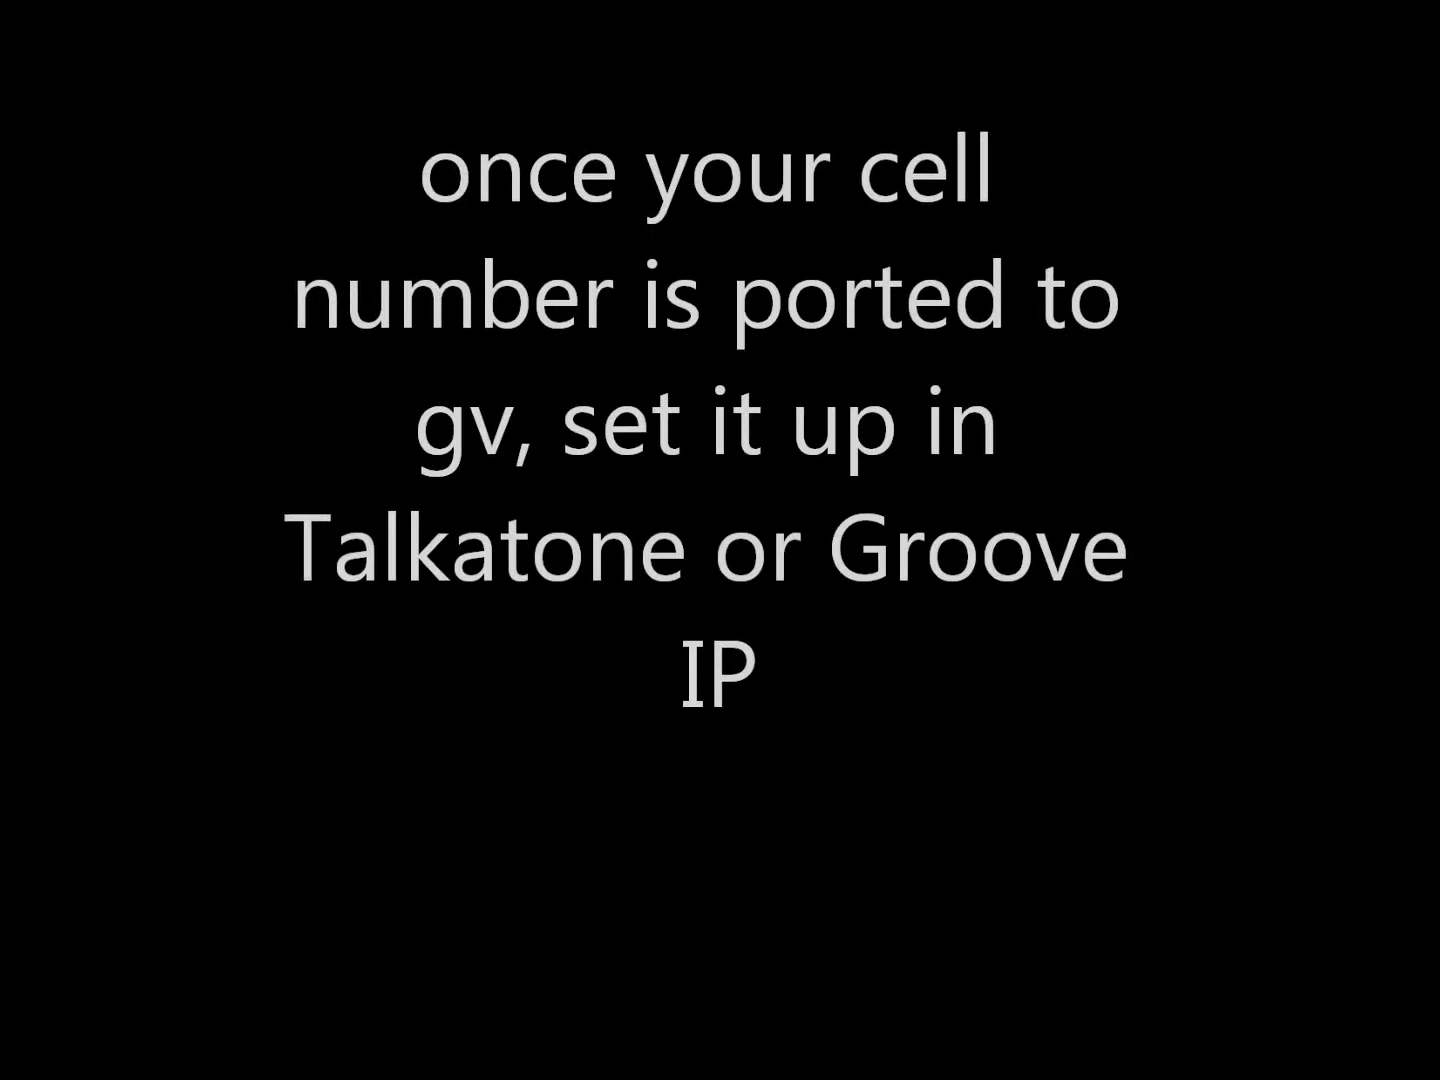 once your cell
number is ported to
gv, set it up in
Talkatone or Groove
IP